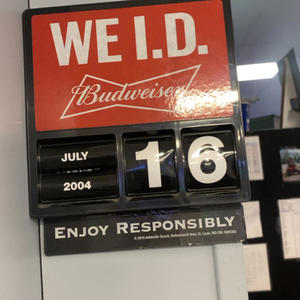 WE I.D.
Budweiser
JULY 16
2004
ENJOY RESPONSIBLY